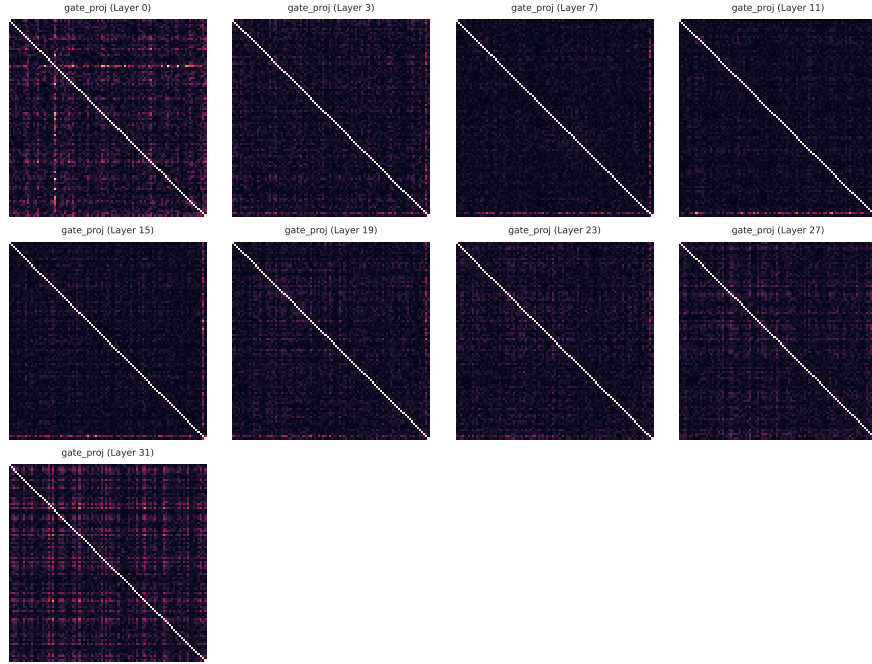 gate_proj (Layer 0)
gate_proj (Layer 3)
gate_proj (Layer 7)
gate_proj (Layer 11)
gate_proj (Layer 15)
gate_proj (Layer 19)
gate_proj (Layer 23)
gate_proj (Layer 27)
gate_proj (Layer 31)